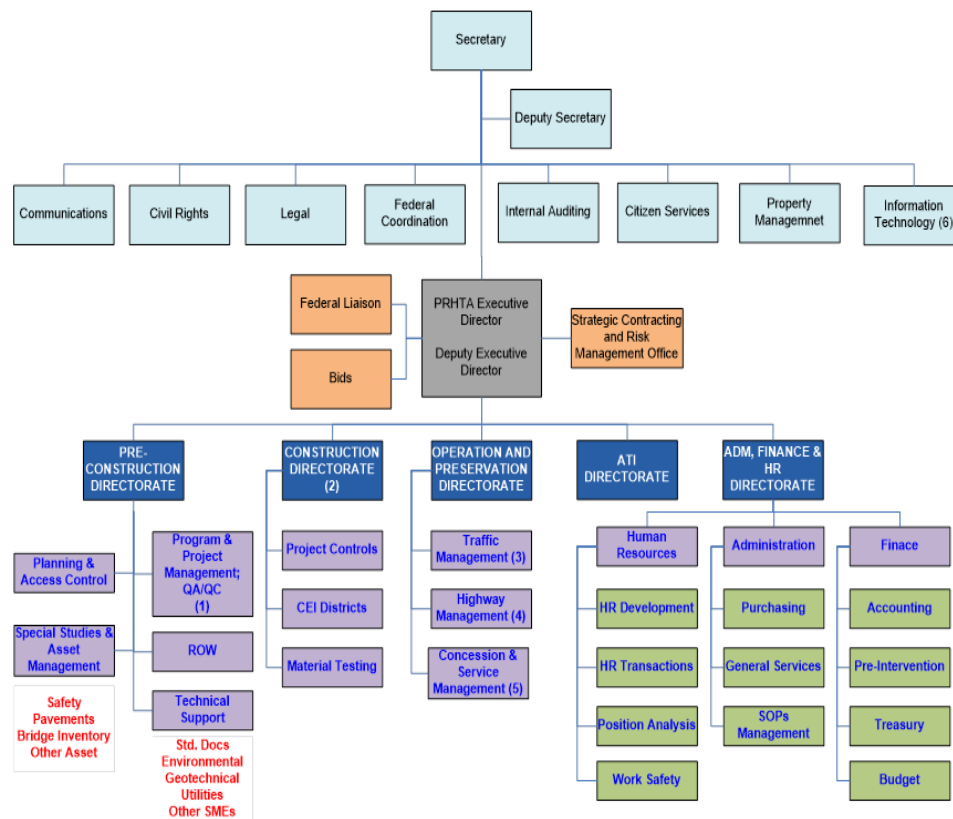 Secretary
Deputy Secretary
Communications
Civil Rights
Legal
Federal
Coordination
Internal Auditing
Citizen Services
Property
Managemnet
Information
Technology (6)
Federal Liaison
Bids
PRHTA Executive
Director
Deputy Executive
Director
Strategic Contracting
and Risk
Management Office
PRE-
CONSTRUCTION
DIRECTORATE
CONSTRUCTION
DIRECTORATE
(2)
OPERATION AND
PRESERVATION
DIRECTORATE
ATI
DIRECTORATE
ADM, FINANCE &
HR
DIRECTORATE
Planning &
Access Control
Special Studies &
Asset
Management
Safety
Pavements
Bridge Inventory
Other Asset
Program &
Project
Management;
QA/QC
(1)
ROW
Technical
Support
Std. Docs
Environmental
Geotechnical
Utilities
Other SMEs
Project Controls
CEI Districts
Material Testing
Traffic
Management (3)
Highway
Management (4)
Concession &
Service
Management (5)
Human
Resources
HR Development
HR Transactions
Position Analysis
Work Safety
Administration
Purchasing
General Services
SOPs
Management
Finace
Accounting
Pre-Intervention
Treasury
Budget